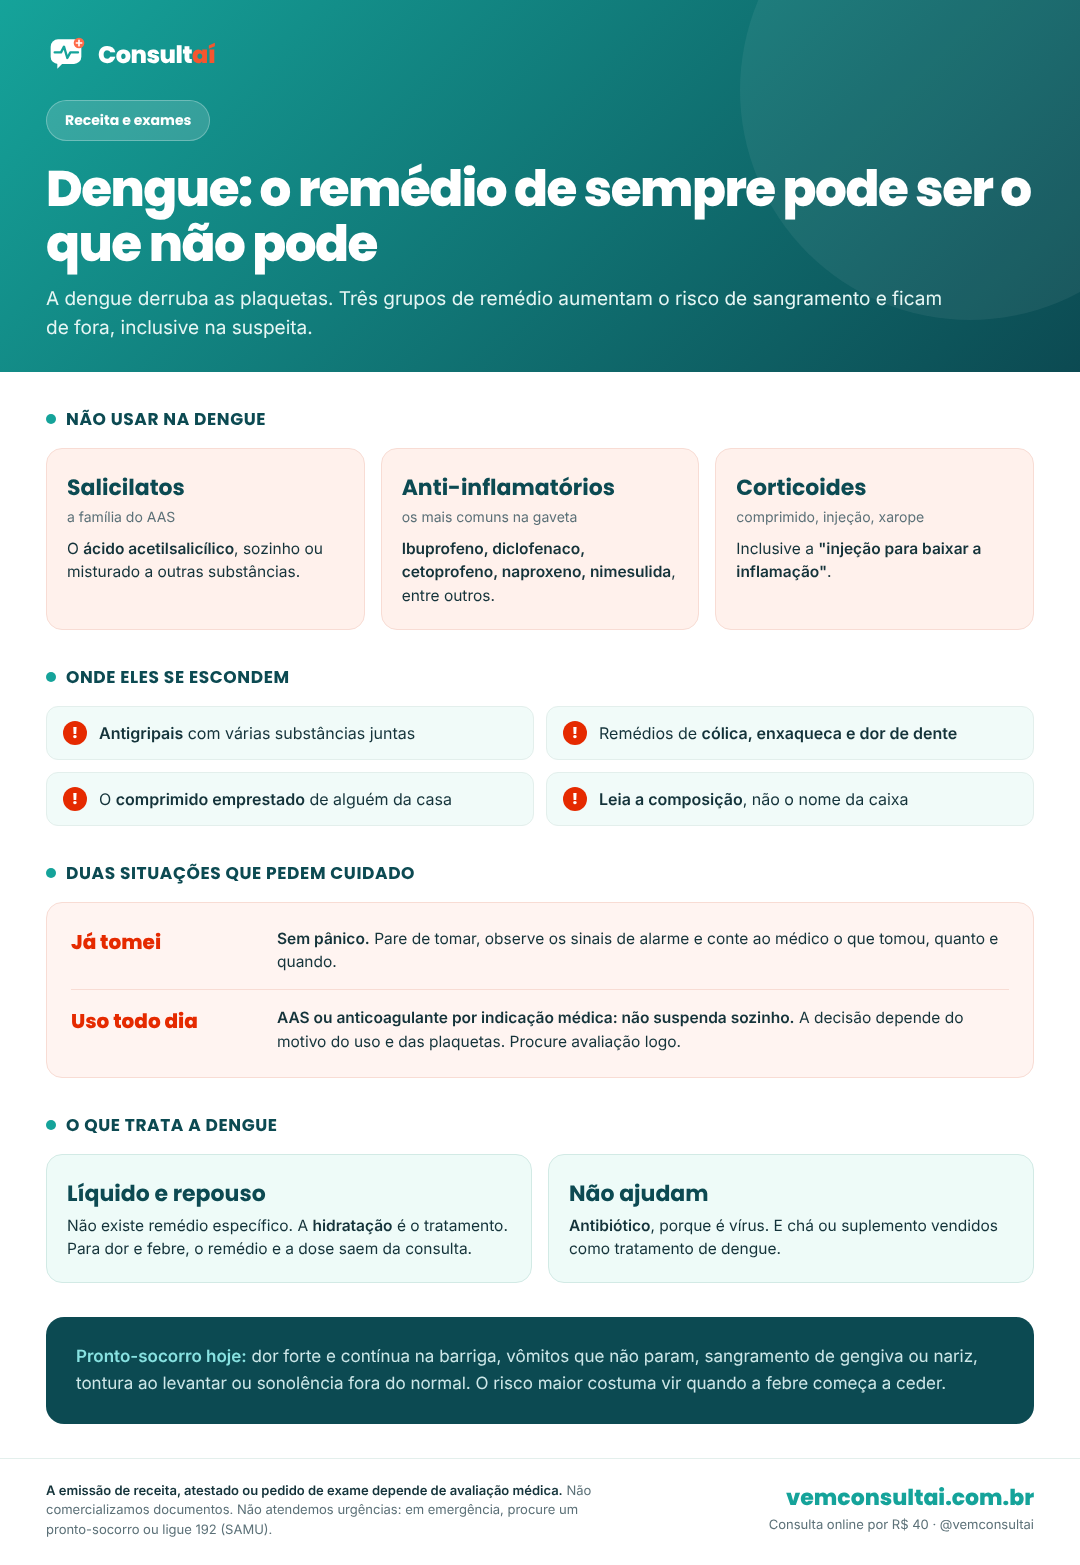 Consultaí
Receita e exames
Dengue: o remédio de sempre pode ser o
que não pode
A dengue derruba as plaquetas. Três grupos de remédio aumentam o risco de sangramento e ficam
de fora, inclusive na suspeita.
NÃO USAR NA DENGUE
Salicilatos
a família do AAS
O ácido acetilsalicílico, sozinho ou
misturado a outras substâncias.
Anti-inflamatórios
os mais comuns na gaveta
Ibuprofeno, diclofenaco,
cetoprofeno, naproxeno, nimesulida,
entre outros.
Corticoides
comprimido, injeção, xarope
Inclusive a "injeção para baixar a
inflamação".
ONDE ELES SE ESCONDEM
! Antigripais com várias substâncias juntas
! Remédios de cólica, enxaqueca e dor de dente
! O comprimido emprestado de alguém da casa
! Leia a composição, não o nome da caixa
DUAS SITUAÇÕES QUE PEDEM CUIDADO
Já tomei
Sem pânico. Pare de tomar, observe os sinais de alarme e conte ao médico o que tomou, quanto e
quando.
Uso todo dia
AAS ou anticoagulante por indicação médica: não suspenda sozinho. A decisão depende do
motivo do uso e das plaquetas. Procure avaliação logo.
O QUE TRATA A DENGUE
Líquido e repouso
Não existe remédio específico. A hidratação é o tratamento.
Para dor e febre, o remédio e a dose saem da consulta.
Não ajudam
Antibiótico, porque é vírus. E chá ou suplemento vendidos
como tratamento de dengue.
Pronto-socorro hoje: dor forte e contínua na barriga, vômitos que não param, sangramento de gengiva ou nariz,
tontura ao levantar ou sonolência fora do normal. O risco maior costuma vir quando a febre começa a ceder.
A emissão de receita, atestado ou pedido de exame depende de avaliação médica. Não
comercializamos documentos. Não atendemos urgências: em emergência, procure um
pronto-socorro ou ligue 192 (SAMU).
vemconsultai.com.br
Consulta online por R$ 40 · @vemconsultai